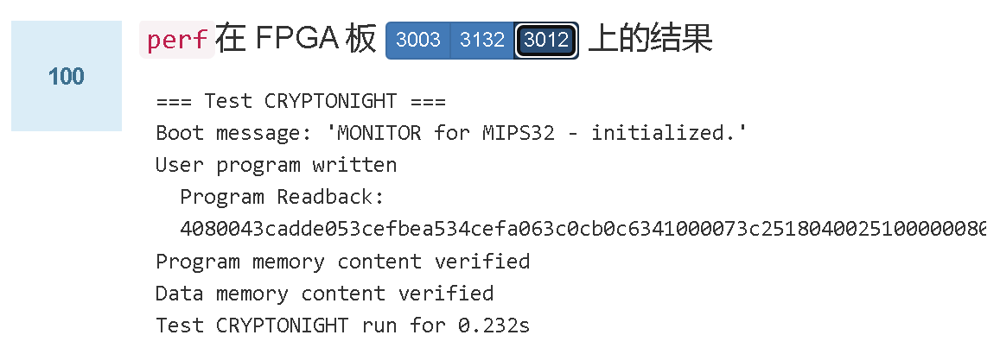 100
perf在 FPGA 板 3003 3132 3012 上的结果
=== Test CRYPTONIGHT ===
Boot message: 'MONITOR for MIPS32 - initialized.'
User program written
Program Readback:
4080043cadde053cefbea534cefa063c0cb0c6341000073c2518040025100000080
Program memory content verified
Data memory content verified
Test CRYPTONIGHT run for 0.232s